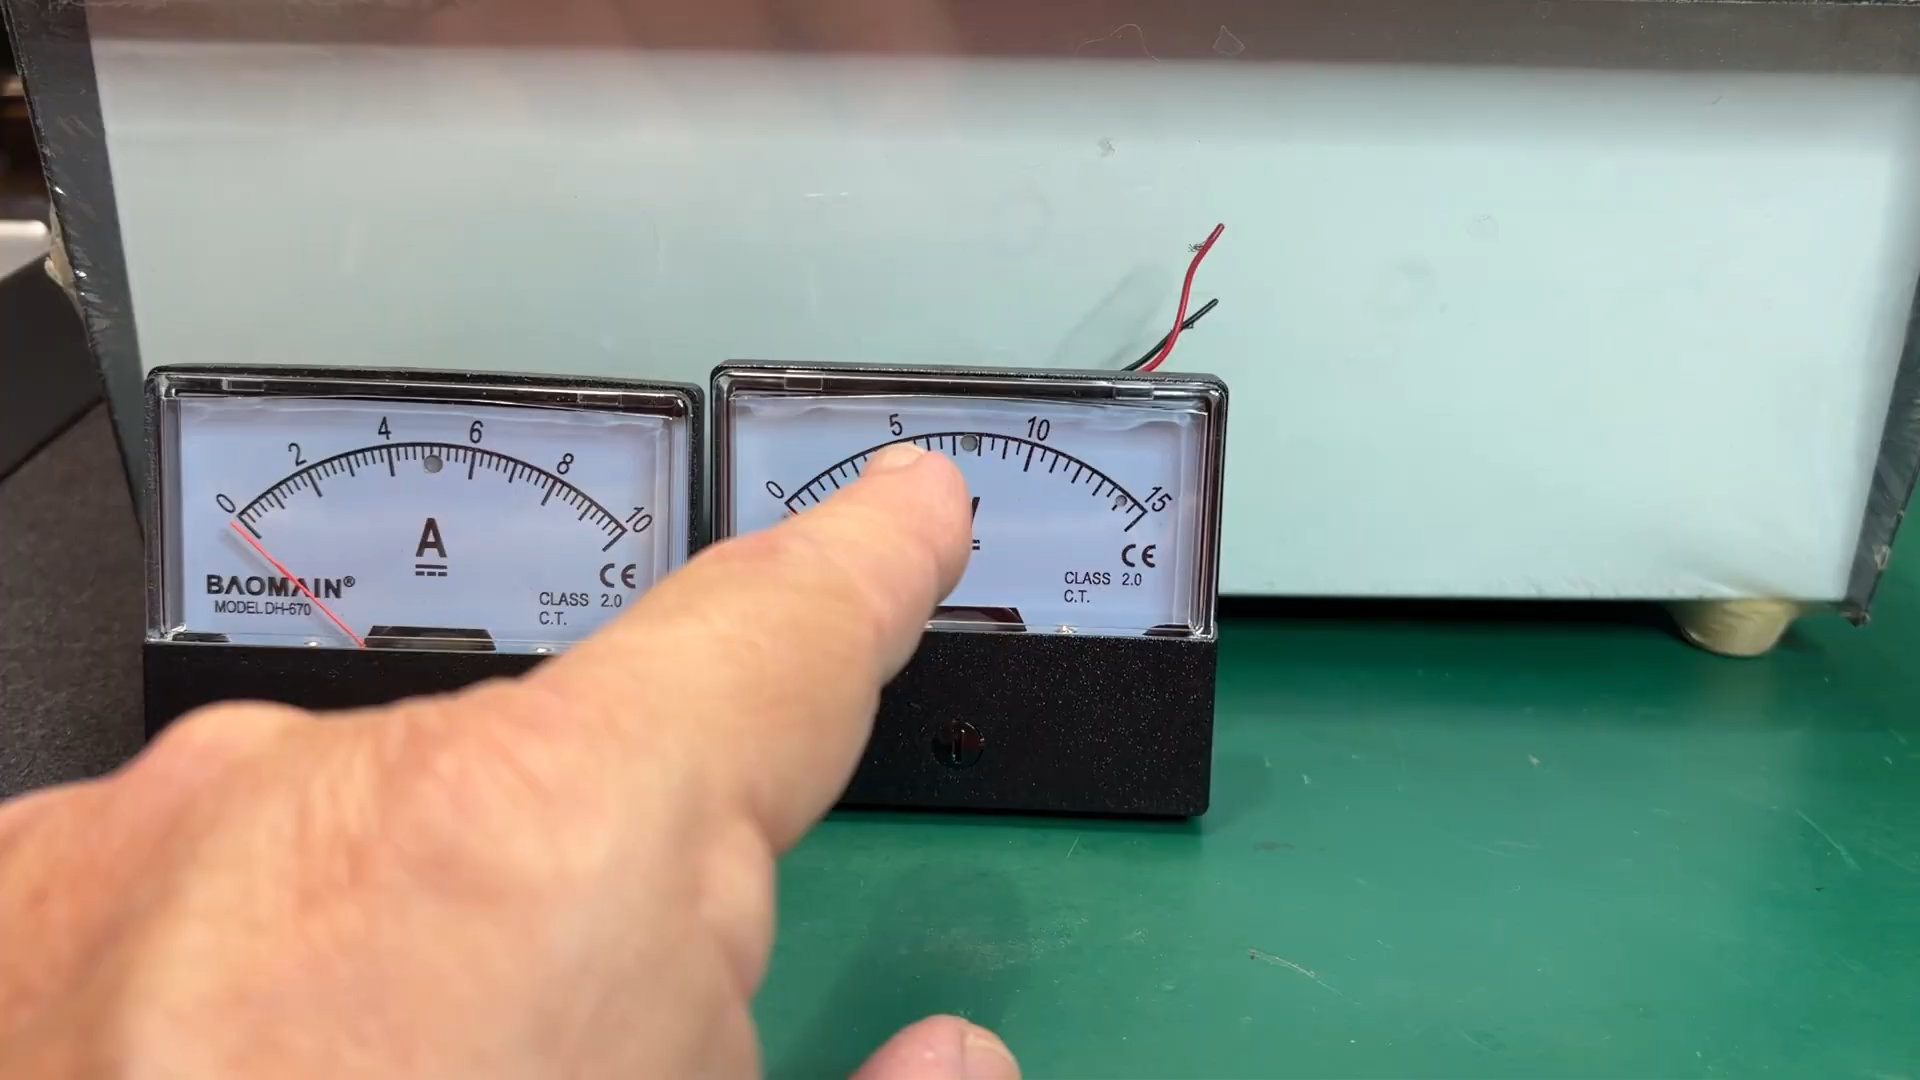 0 2 4 6 8 10
A
BAOMAIN®
MODEL DH-670
CE
CLASS 2.0
C.T.
0 5 10 15
CE
CLASS 2.0
C.T.